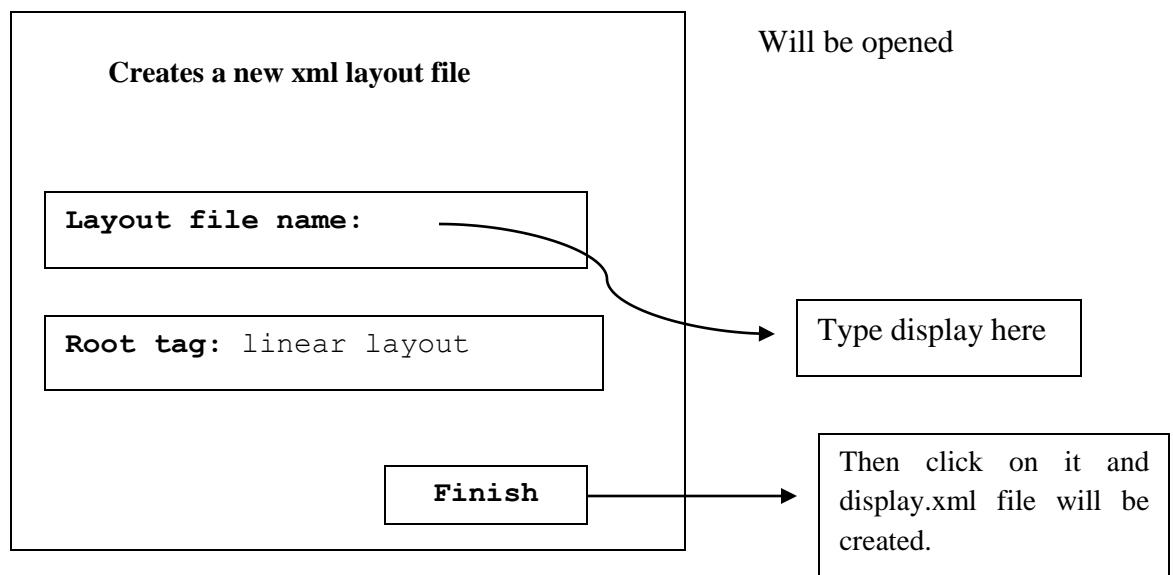 Will be opened
Creates a new xml layout file
Layout file name:
Type display here
Root tag: linear layout
Finish
Then click on it and
display.xml file will be
created.